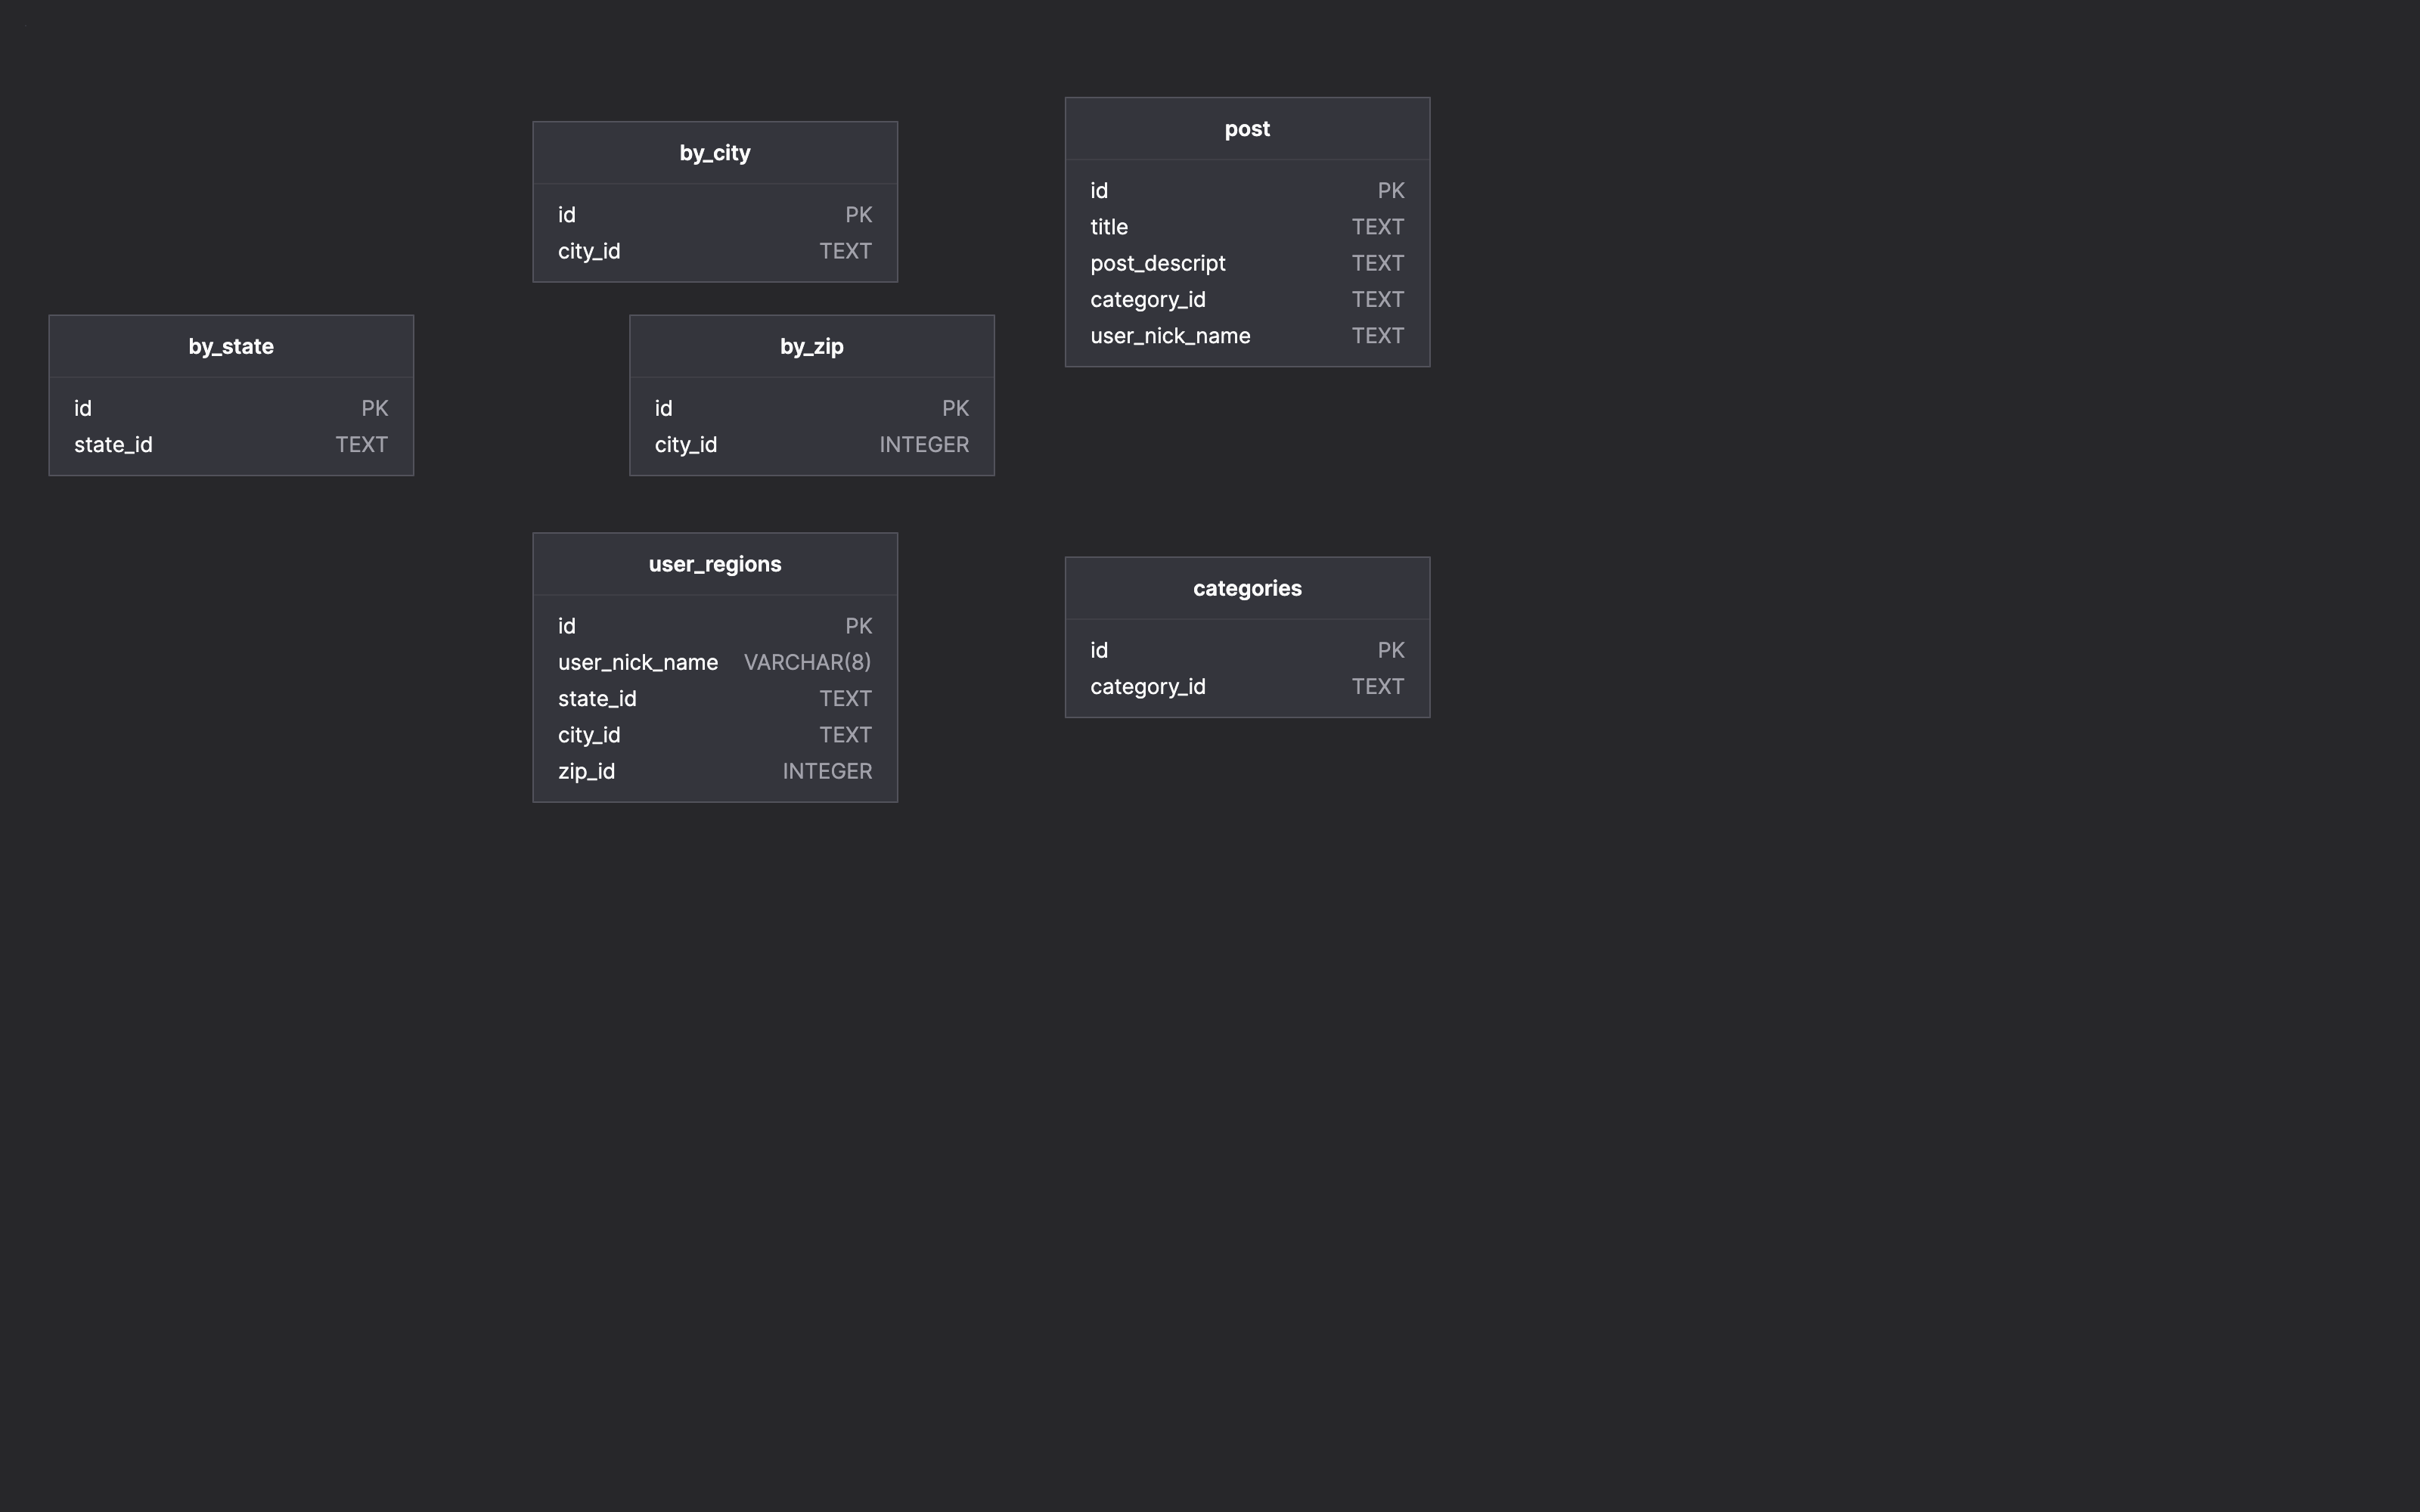 by_city
id PK
city_id TEXT
post
id PK
title TEXT
post_descript TEXT
category_id TEXT
user_nick_name TEXT
by_state
id PK
state_id TEXT
by_zip
id PK
city_id INTEGER
user_regions
id PK
user_nick_name VARCHAR(8)
state_id TEXT
city_id TEXT
zip_id INTEGER
categories
id PK
category_id TEXT